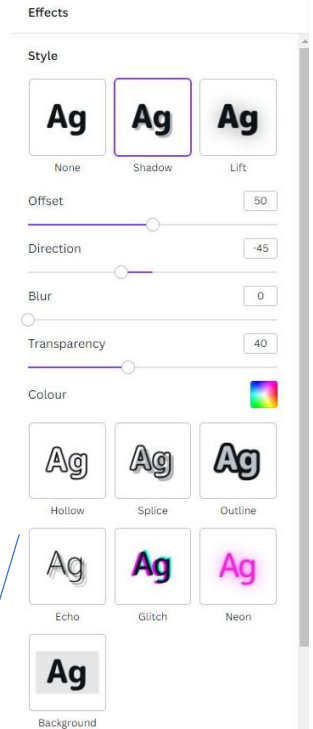 Effects
Style
Ag Ag Ag
None Shadow Lift
Offset 50
Direction -45
Blur 0
Transparency 40
Colour
Ag Ag Ag
Hollow Splice Outline
Ag Ag Ag
Echo Glitch Neon
Ag
Background